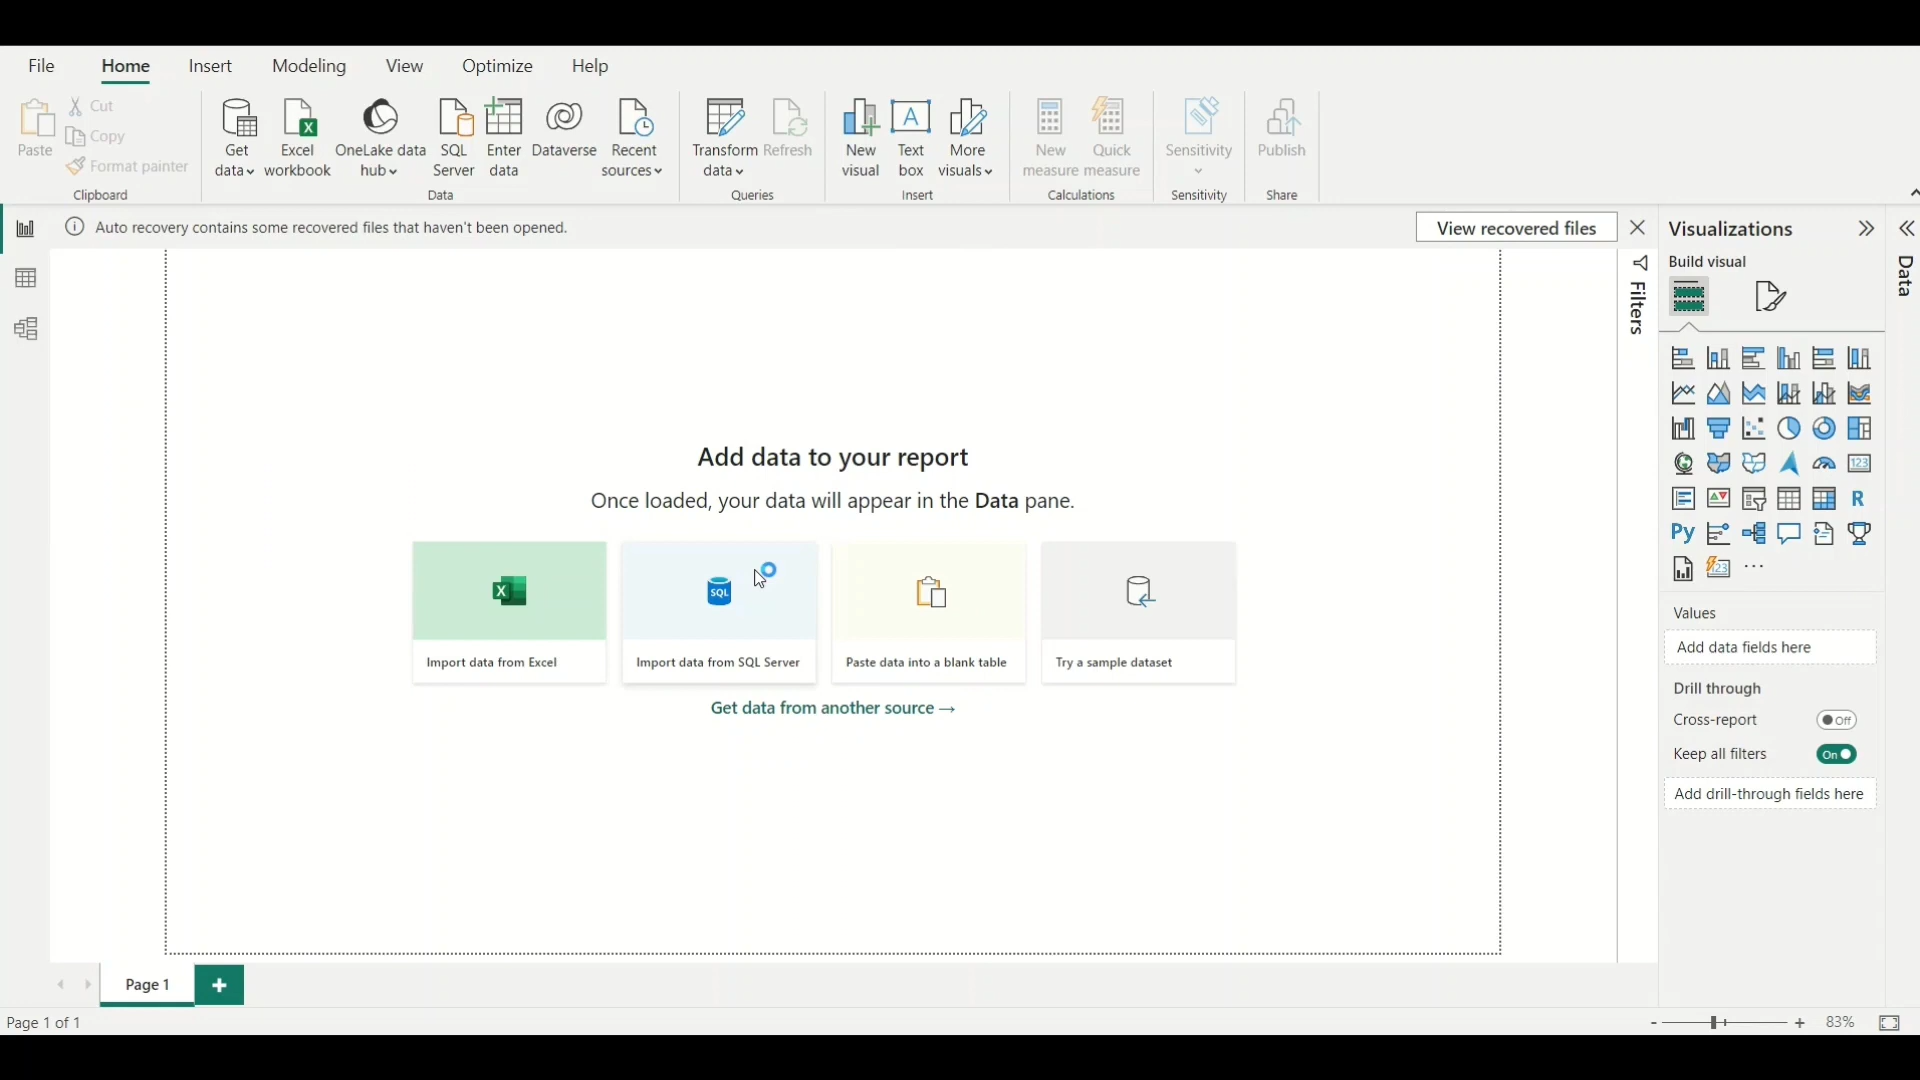 File Home Insert Modeling View Optimize Help
Paste
Cut
Copy
Format painter
Clipboard
Get data
Excel workbook
OneLake data hub
SQL Server
Enter data
Dataverse
Recent sources
Data
Transform data
Refresh
Queries
New visual
A
Text box
More visuals
Insert
New measure
Quick measure
Calculations
Sensitivity
Sensitivity
Publish
Share
Auto recovery contains some recovered files that haven't been opened.
View recovered files
Filters
Visualizations
Data
Build visual
123
R
Py
123
Values
Add data fields here
Drill through
Cross-report Off
Keep all filters On
Add drill-through fields here
Add data to your report
Once loaded, your data will appear in the Data pane.
X
SQL
Import data from Excel
Import data from SQL Server
Paste data into a blank table
Try a sample dataset
Get data from another source →
Page 1
+
Page 1 of 1
- + 83%